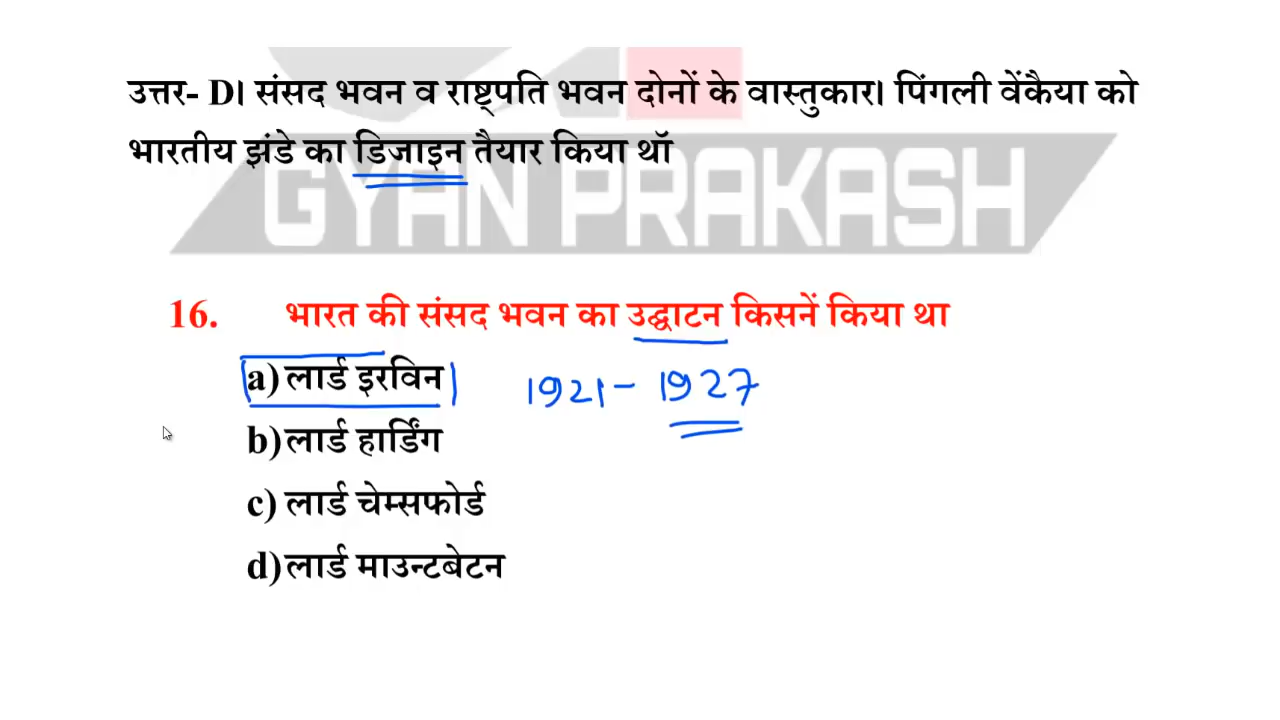 उत्तर- D। संसद भवन व राष्ट्पति भवन दोनों के वास्तुकार। पिंगली वेंकैया को
भारतीय झंडे का डिजाइन तैयार किया थॉ
GYAN PRAKASH
16. भारत की संसद भवन का उद्घाटन किसनें किया था
a) लार्ड इरविन
1921 - 1927
b) लार्ड हार्डिंग
c) लार्ड चेम्सफोर्ड
d) लार्ड माउन्टबेटन